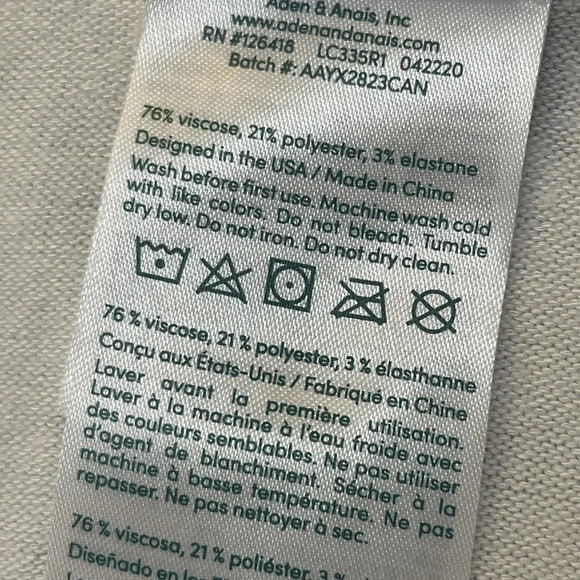 Aden & Anais, Inc
www.adenandanais.com
RN #126418 LC335R1 042220
Batch #: AAYX2823CAN
76% viscose, 21% polyester, 3% elastane
Designed in the USA / Made in China
Wash before first use. Machine wash cold
with like colors. Do not bleach. Tumble
dry low. Do not iron. Do not dry clean.
76 % viscose, 21 % polyester, 3 % élasthanne
Conçu aux États-Unis / Fabriqué en Chine
Laver avant la première utilisation.
Laver à la machine à l'eau froide avec
des couleurs semblables. Ne pas utiliser
d'agent de blanchiment. Sécher à la
machine à basse température. Ne pas
repasser. Ne pas nettoyer à sec.
76 % viscosa, 21 % poliéster, 3 %
Diseñado en